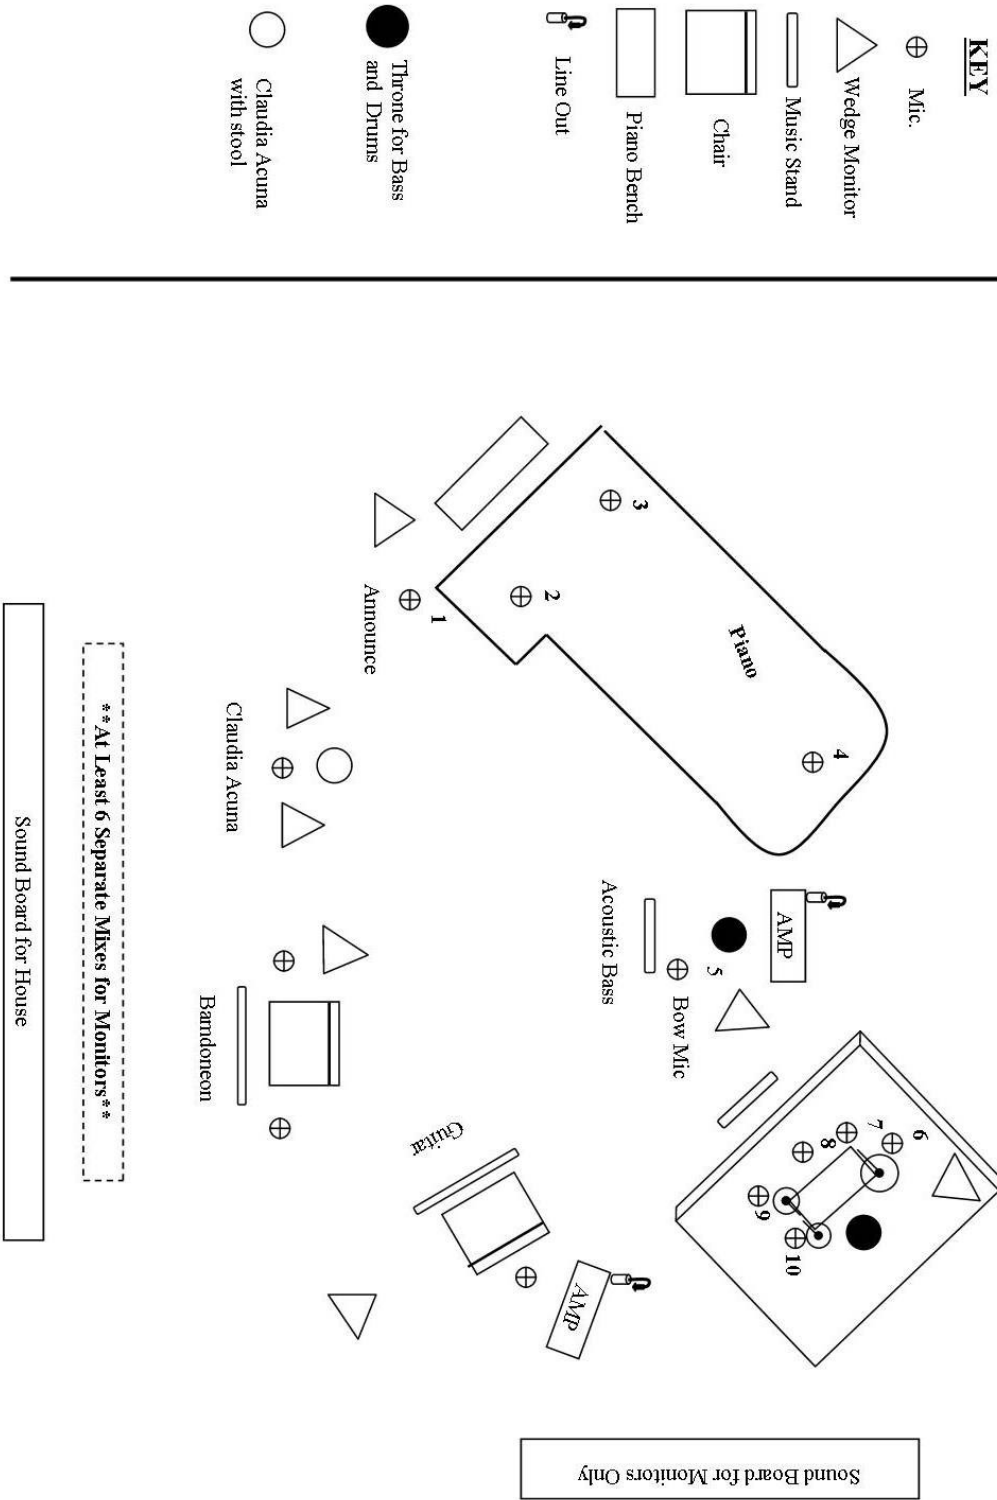 KEY
Mic.
Wedge Monitor
Music Stand
Chair
Piano Bench
Line Out
Throne for Bass
and Drums
Claudia Acuna
with stool
Piano
3
2
4
1
Announce
AMP
5
Acoustic Bass
Bow Mic
6
7
8
9
10
Claudia Acuna
Barndoneon
Guitar
AMP
**At Least 6 Separate Mixes for Monitors**
Sound Board for House
Sound Board for Monitors Only